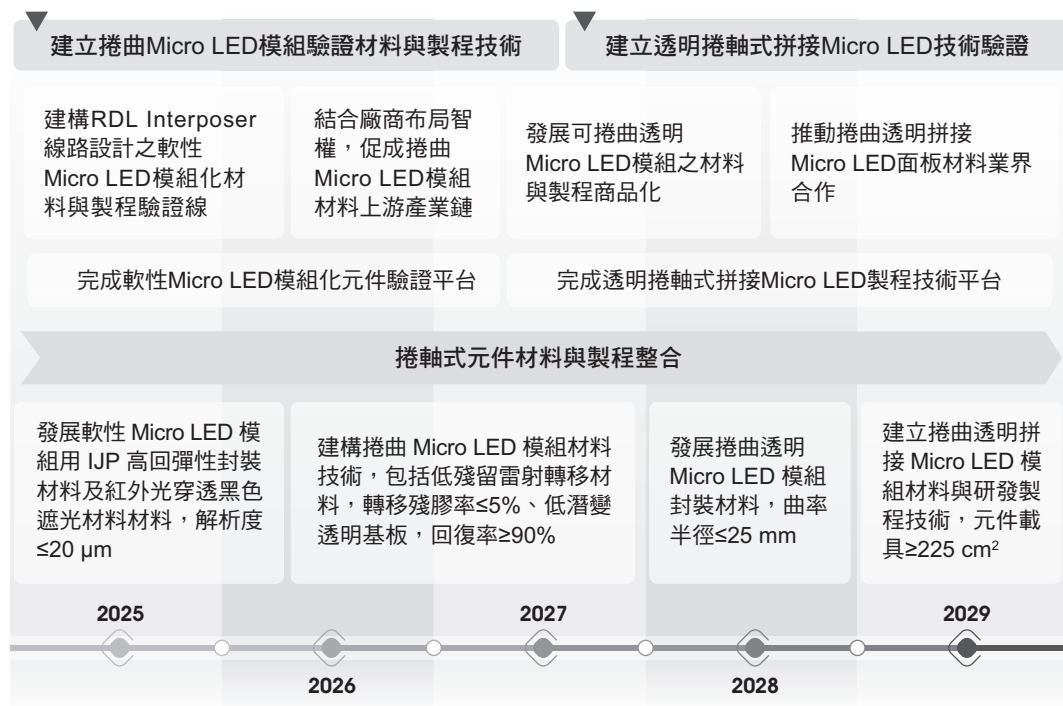 建立捲曲Micro LED模組驗證材料與製程技術
建立透明捲軸式拼接Micro LED技術驗證
建構RDL Interposer
線路設計之軟性
Micro LED模組化材
料與製程驗證線
結合廠商布局智
權，促成捲曲
Micro LED模組
材料上游產業鏈
發展可捲曲透明
Micro LED模組之材料
與製程商品化
推動捲曲透明拼接
Micro LED面板材料業界
合作
完成軟性Micro LED模組化元件驗證平台
完成透明捲軸式拼接Micro LED製程技術平台
捲軸式元件材料與製程整合
發展軟性 Micro LED 模
組用 IJP 高回彈性封裝
材料及紅外光穿透黑色
遮光材料材料，解析度
≤20 μm
建構捲曲 Micro LED 模組材料
技術，包括低殘留雷射轉移材
料，轉移殘膠率≤5%、低潛變
透明基板，回復率≥90%
發展捲曲透明
Micro LED 模組
封裝材料，曲率
半徑≤25 mm
建立捲曲透明拼
接 Micro LED 模
組材料與研發製
程技術，元件載
具≥225 cm²
2025
2026
2027
2028
2029